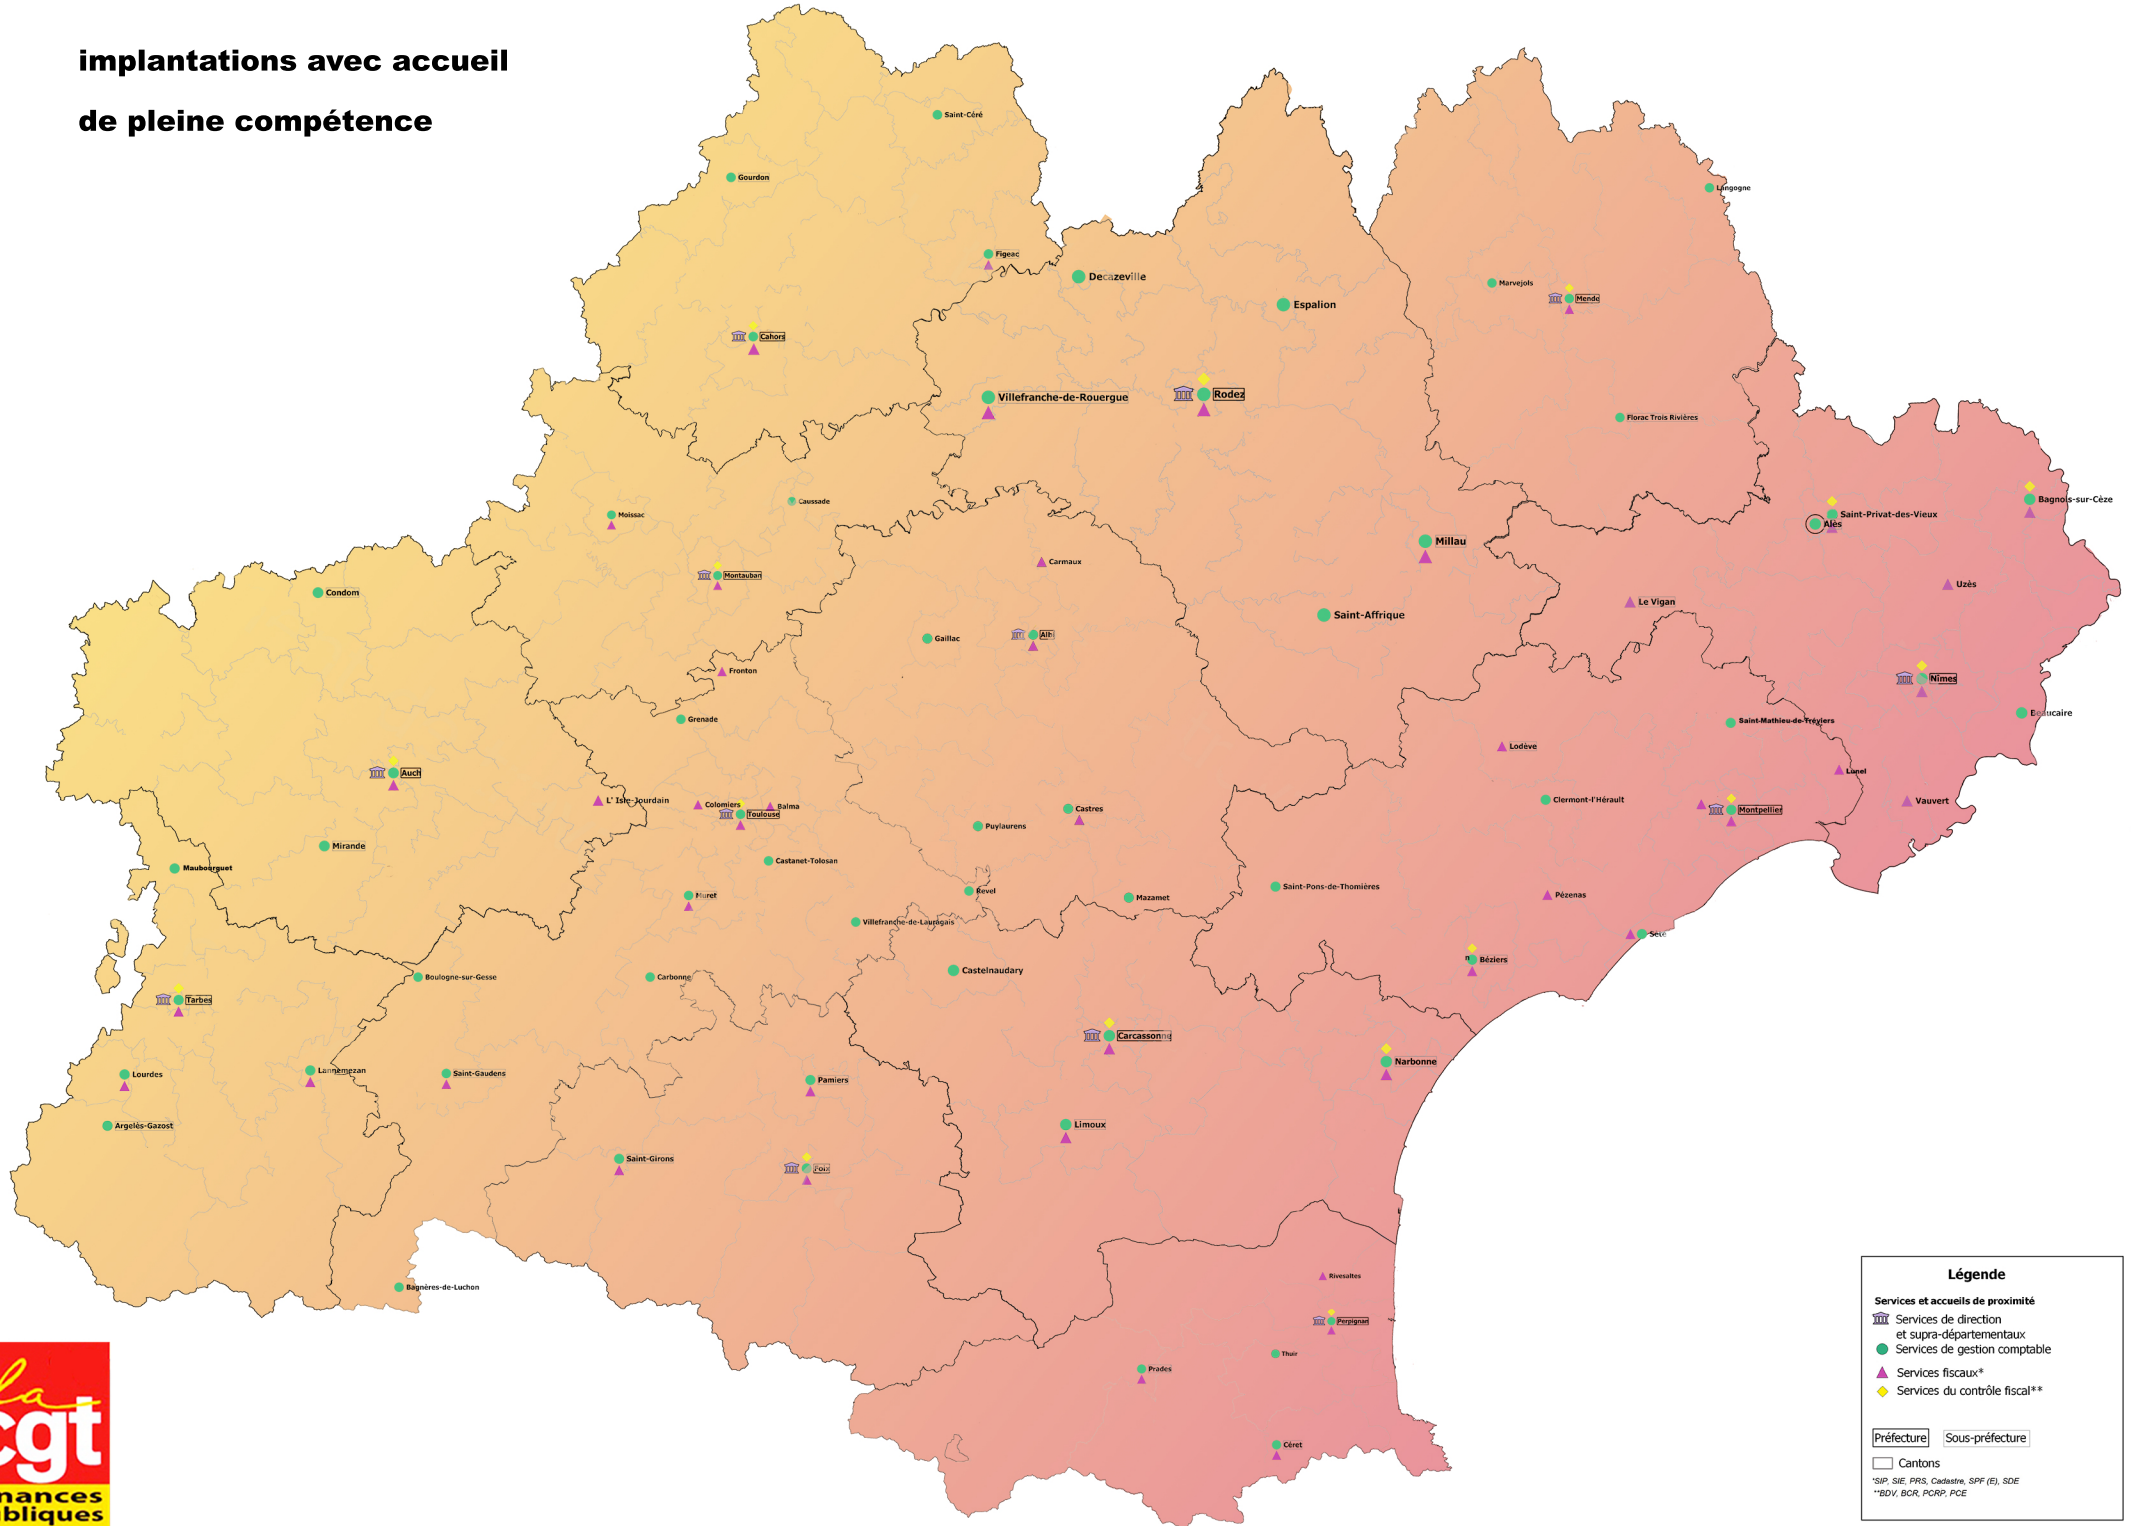 implantations avec accueil
de pleine compétence
Saint-Céré
Gourdon
Langogne
Figeac
Decazeville
Marvejols
Mende
Espalion
Cahors
Villefranche-de-Rouergue
Rodez
Florac Trois Rivières
Caussade
Moissac
Bagnols-sur-Cèze
Saint-Privat-des-Vieux
Alès
Millau
Carmaux
Montauban
Condom
Uzès
Le Vigan
Saint-Affrique
Gaillac
Albi
Fronton
Nîmes
Beaucaire
Grenade
Saint-Mathieu-de-Tréviers
Lodève
Auch
Lunel
L' Isle-Jourdain
Colomiers
Balma
Toulouse
Castres
Clermont-l'Hérault
Montpellier
Vauvert
Puylaurens
Mirande
Castanet-Tolosan
Maubourguet
Saint-Pons-de-Thomières
Revel
Muret
Mazamet
Pézenas
Villefranche-de-Lauragais
Sète
Béziers
Castelnaudary
Boulogne-sur-Gesse
Carbonne
Tarbes
Carcassonne
Narbonne
Lannemezan
Lourdes
Saint-Gaudens
Pamiers
Argelès-Gazost
Limoux
Saint-Girons
Foix
Bagnères-de-Luchon
Rivesaltes
Perpignan
Thuir
Prades
Céret
la
cgt
nances
bliques
Légende
Services et accueils de proximité
Services de direction
et supra-départementaux
Services de gestion comptable
Services fiscaux*
Services du contrôle fiscal**
Préfecture
Sous-préfecture
Cantons
*SIP, SIE, PRS, Cadastre, SPF (E), SDE
**BDV, BCR, PCRP, PCE